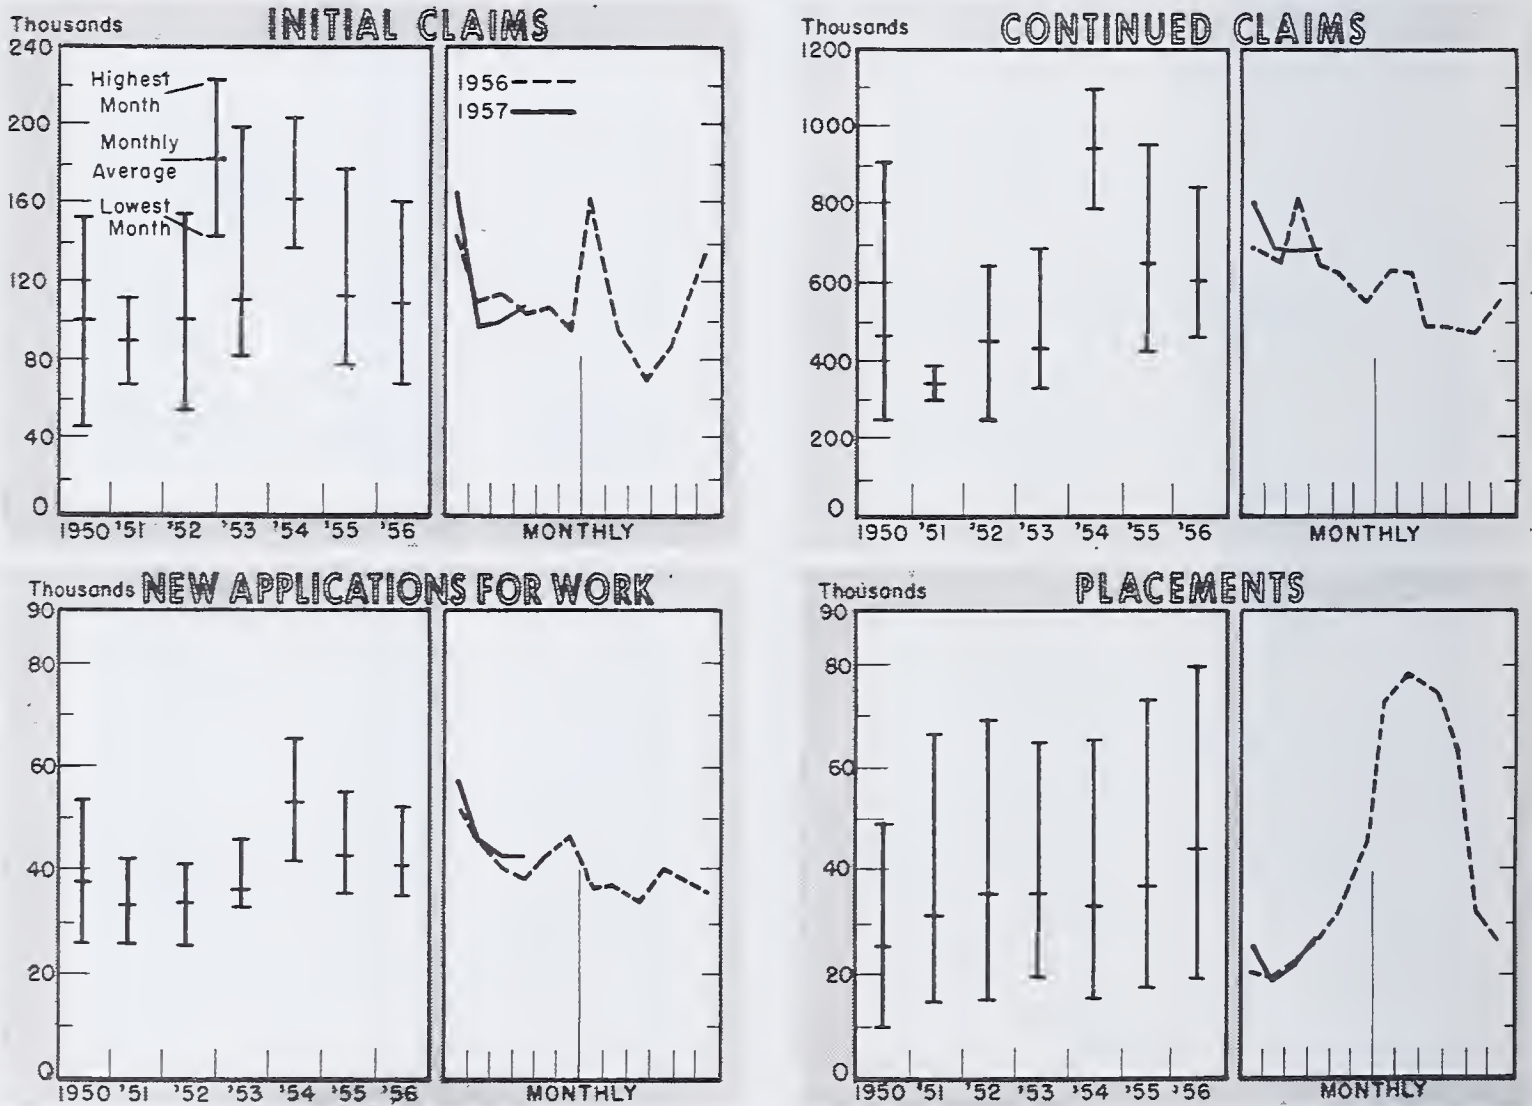 Thousands
INITIAL CLAIMS
240
200
160
120
80
40
0
Highest
Month
Monthly
Average
Lowest
Month
1950 '51 '52 '53 '54 '55 '56
1956
1957
MONTHLY
Thousands
CONTINUED CLAIMS
1200
1000
800
600
400
200
0
1950 '51 '52 '53 '54 '55 '56
MONTHLY
Thousands
NEW APPLICATIONS FOR WORK
90
80
60
40
20
0
1950 '51 '52 '53 '54 '55 '56
MONTHLY
Thousands
PLACEMENTS
90
80
60
40
20
0
1950 '51 '52 '53 '54 '55 '56
MONTHLY